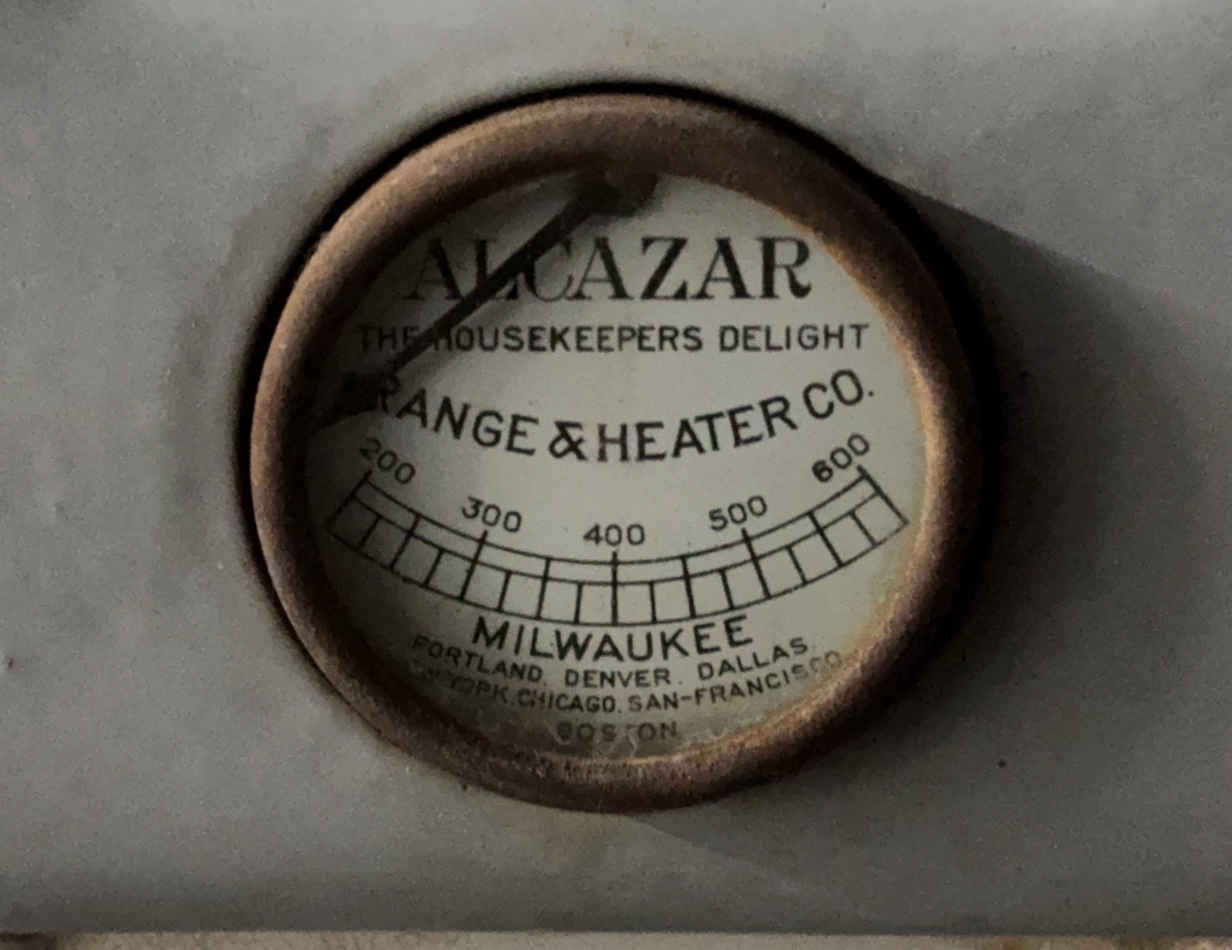 ALCAZAR
THE HOUSEKEEPERS DELIGHT
RANGE & HEATER CO.
200 300 400 500 600
MILWAUKEE
PORTLAND. DENVER. DALLAS.
CHICAGO. SAN-FRANCISCO
BOSTON